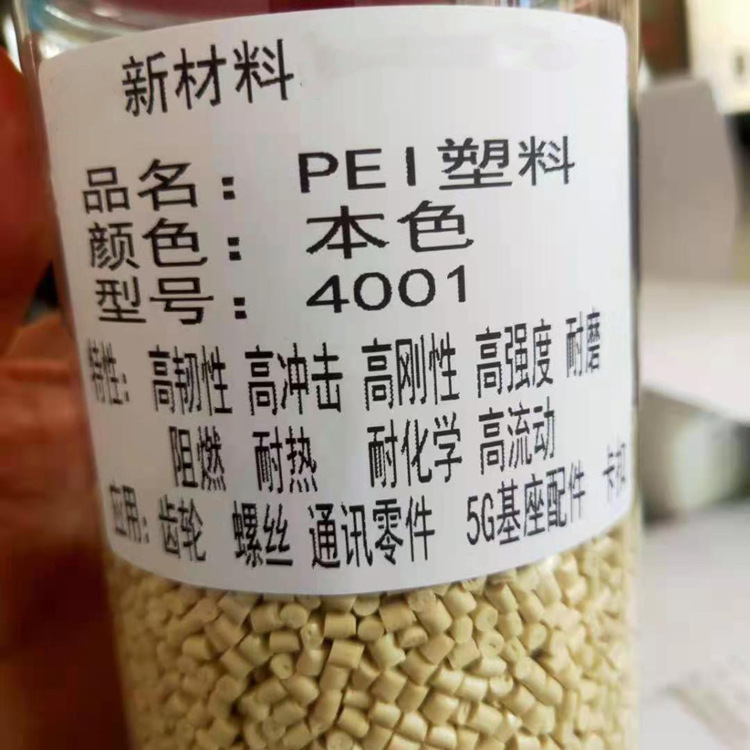 新材料
品名：PEI塑料
颜色：本色
型号：4001
特性：高韧性 高冲击 高刚性 高强度 耐磨
阻燃 耐热 耐化学 高流动
应用：齿轮 螺丝 通讯零件 5G基座配件 卡扣